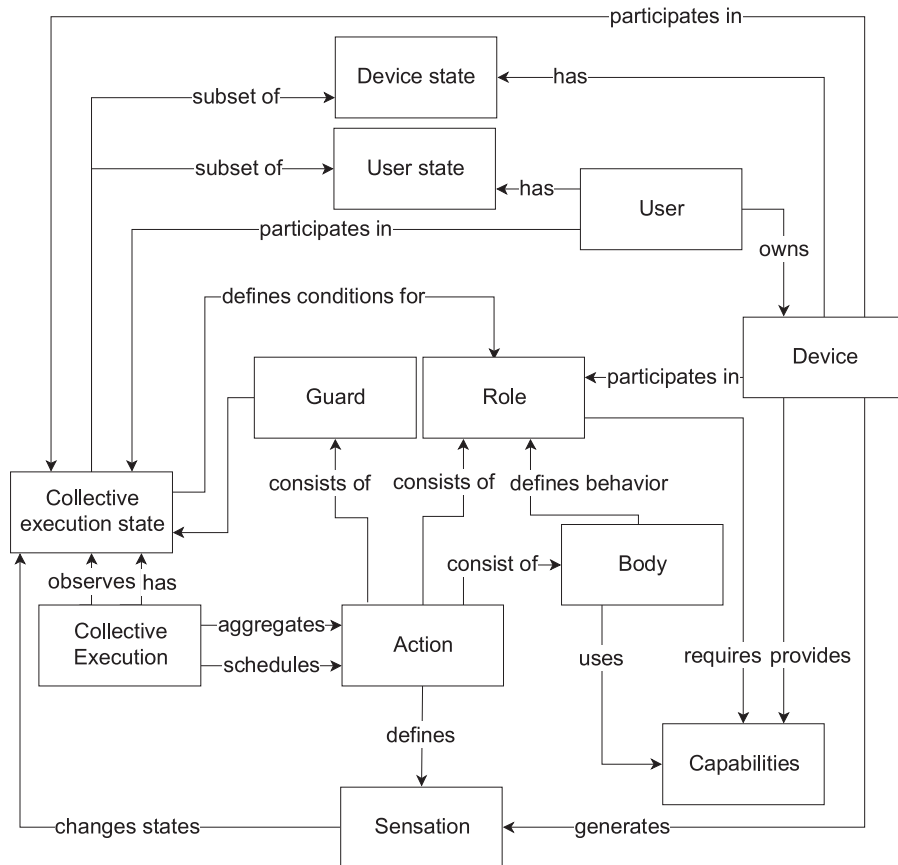 participates in
Device state
has
subset of
User state
subset of
has
User
participates in
owns
defines conditions for
Device
Guard
Role
participates in
consists of
consists of
defines behavior
Collective
execution state
consist of
Body
observes
has
Collective
Execution
aggregates
schedules
Action
uses
requires
provides
defines
Capabilities
changes states
Sensation
generates